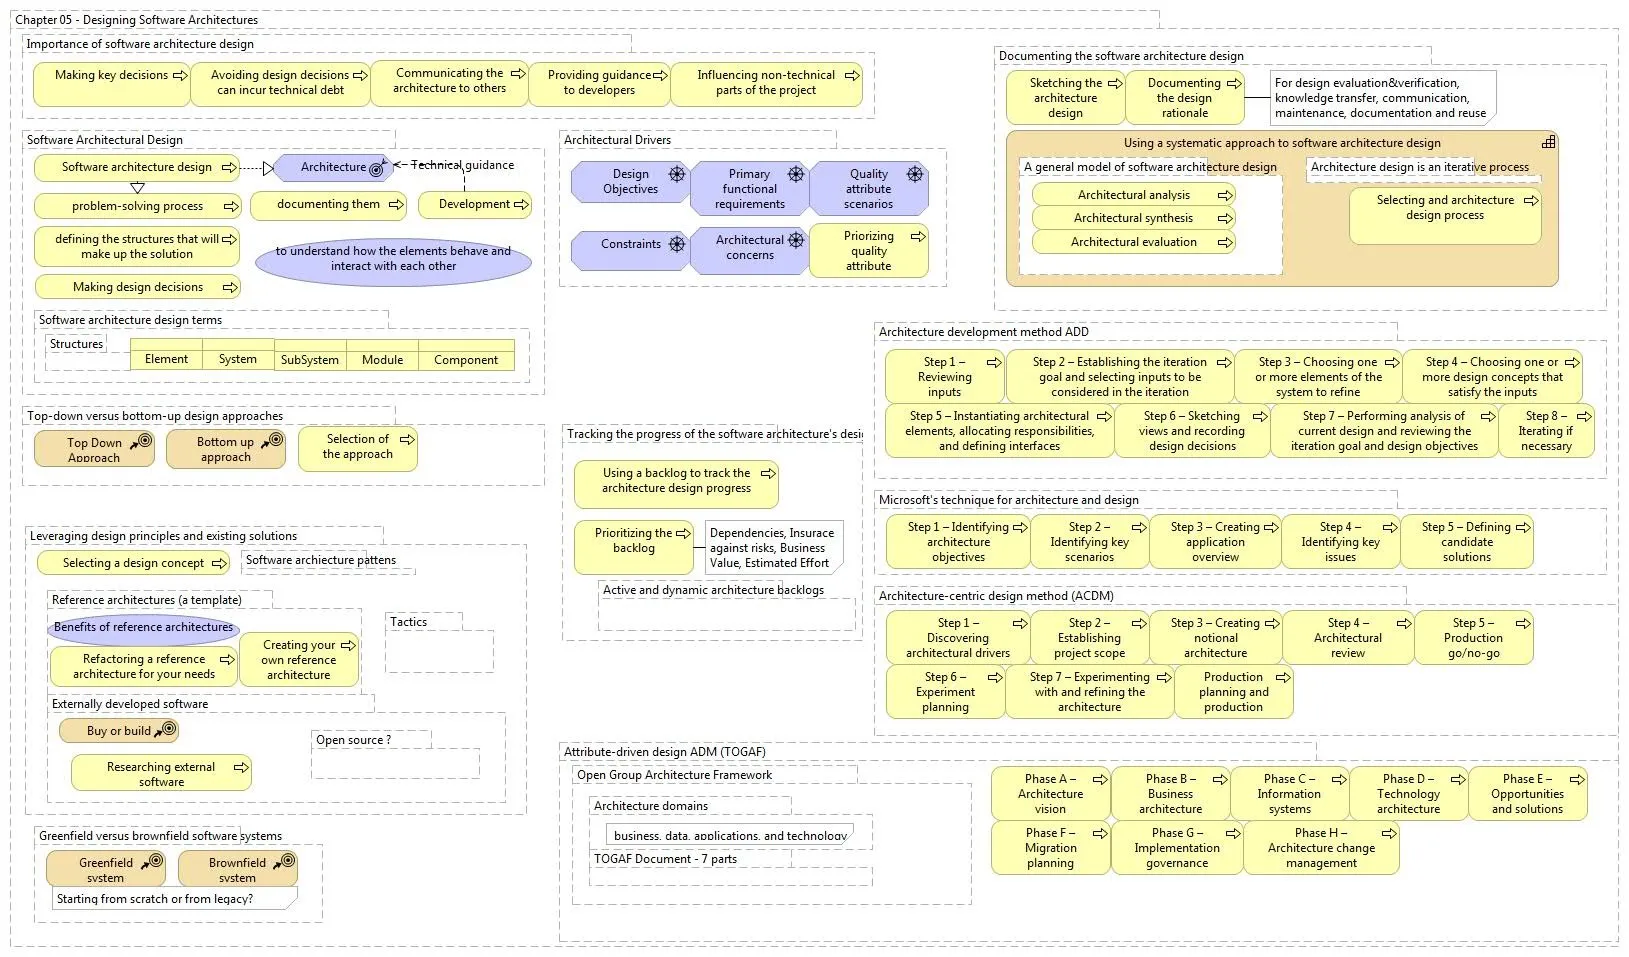 Chapter 05 - Designing Software Architectures
Importance of software architecture design
Making key decisions
Avoiding design decisions
can incur technical debt
Communicating the
architecture to others
Providing guidance
to developers
Influencing non-technical
parts of the project
Software Architectural Design
Software architecture design
Architecture
Technical guidance
problem-solving process
documenting them
Development
defining the structures that will
make up the solution
to understand how the elements behave and
interact with each other
Making design decisions
Software architecture design terms
Structures
Element
System
SubSystem
Module
Component
Top-down versus bottom-up design approaches
Top Down
Approach
Bottom up
approach
Selection of
the approach
Leveraging design principles and existing solutions
Selecting a design concept
Software archiecture pattens
Reference architectures (a template)
Benefits of reference architectures
Refactoring a reference
architecture for your needs
Creating your
own reference
architecture
Tactics
Externally developed software
Buy or build
Researching external
software
Open source ?
Greenfield versus brownfield software systems
Greenfield
system
Brownfield
system
Starting from scratch or from legacy?
Architectural Drivers
Design
Objectives
Primary
functional
requirements
Quality
attribute
scenarios
Constraints
Architectural
concerns
Priorizing
quality
attribute
Tracking the progress of the software architecture's desig
Using a backlog to track the
architecture design progress
Prioritizing the
backlog
Dependencies, Insurace
against risks, Business
Value, Estimated Effort
Active and dynamic architecture backlogs
Documenting the software architecture design
Sketching the
architecture
design
Documenting
the design
rationale
For design evaluation&verification,
knowledge transfer, communication,
maintenance, documentation and reuse
Using a systematic approach to software architecture design
A general model of software architecture design
Architectural analysis
Architectural synthesis
Architectural evaluation
Architecture design is an iterative process
Selecting and architecture
design process
Architecture development method ADD
Step 1 –
Reviewing
inputs
Step 2 – Establishing the iteration
goal and selecting inputs to be
considered in the iteration
Step 3 – Choosing one
or more elements of the
system to refine
Step 4 – Choosing one or
more design concepts that
satisfy the inputs
Step 5 – Instantiating architectural
elements, allocating responsibilities,
and defining interfaces
Step 6 – Sketching
views and recording
design decisions
Step 7 – Performing analysis of
current design and reviewing the
iteration goal and design objectives
Step 8 –
Iterating if
necessary
Microsoft's technique for architecture and design
Step 1 – Identifying
architecture
objectives
Step 2 –
Identifying key
scenarios
Step 3 – Creating
application
overview
Step 4 –
Identifying key
issues
Step 5 – Defining
candidate
solutions
Architecture-centric design method (ACDM)
Step 1 –
Discovering
architectural drivers
Step 2 –
Establishing
project scope
Step 3 – Creating
notional
architecture
Step 4 –
Architectural
review
Step 5 –
Production
go/no-go
Step 6 –
Experiment
planning
Step 7 – Experimenting
with and refining the
architecture
Production
planning and
production
Attribute-driven design ADM (TOGAF)
Open Group Architecture Framework
Architecture domains
business, data, applications, and technology
TOGAF Document - 7 parts
Phase A –
Architecture
vision
Phase B –
Business
architecture
Phase C –
Information
systems
Phase D –
Technology
architecture
Phase E –
Opportunities
and solutions
Phase F –
Migration
planning
Phase G –
Implementation
governance
Phase H –
Architecture change
management